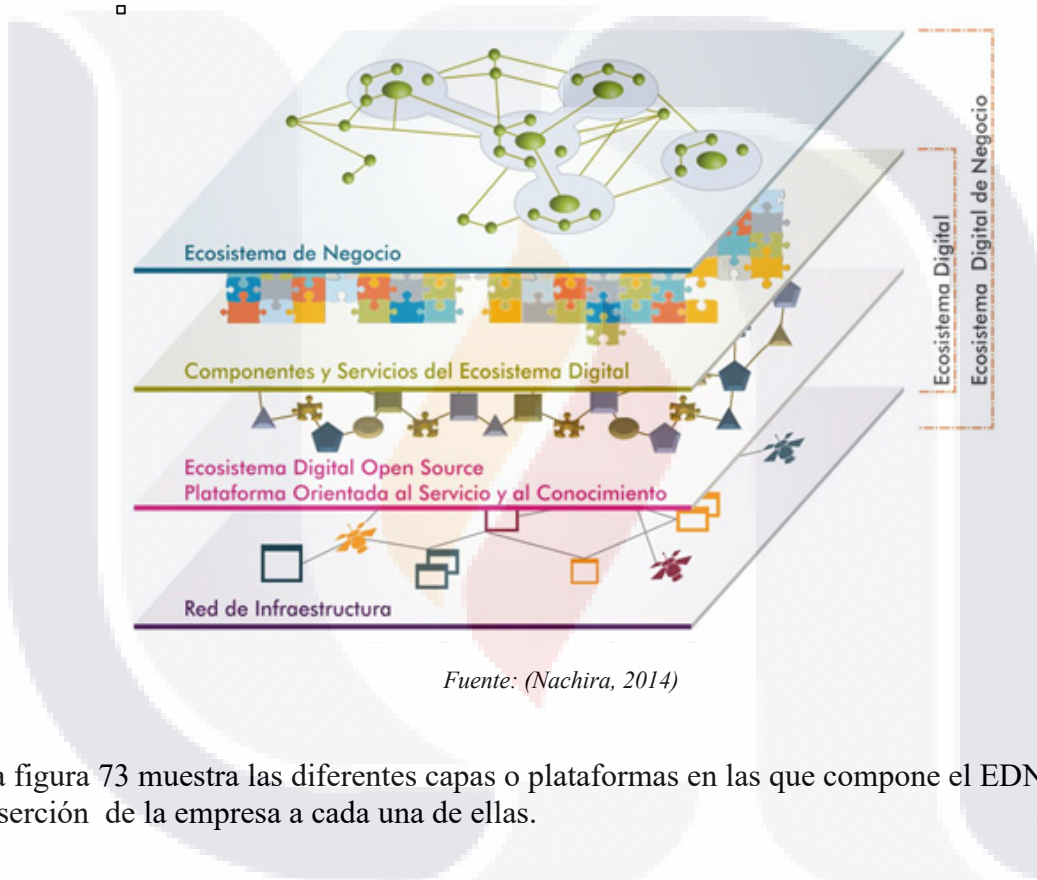 Ecosistema de Negocio
Componentes y Servicios del Ecosistema Digital
Ecosistema Digital Open Source
Plataforma Orientada al Servicio y al Conocimiento
Red de Infraestructura
Ecosistema Digital
Ecosistema Digital de Negocio
Fuente: (Nachira, 2014)
a figura 73 muestra las diferentes capas o plataformas en las que compone el EDN
serción de la empresa a cada una de ellas.